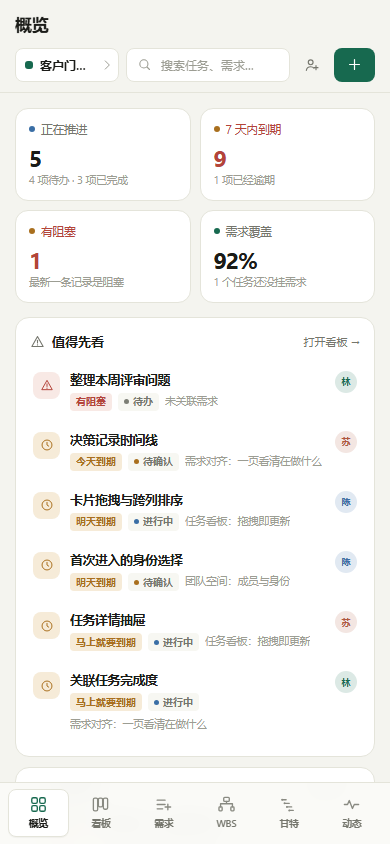 概览
客户门...
搜索任务、需求...
正在推进
5
4 项待办 · 3 项已完成
7 天内到期
9
1 项已经逾期
有阻塞
1
最新一条记录是阻塞
需求覆盖
92%
1 个任务还没挂需求
值得先看
打开看板 →
整理本周评审问题
林
有阻塞 待办 未关联需求
决策记录时间线
苏
今天到期 待确认 需求对齐：一页看清在做什么
卡片拖拽与跨列排序
陈
明天到期 进行中 任务看板：拖拽即更新
首次进入的身份选择
陈
明天到期 待确认 团队空间：成员与身份
任务详情抽屉
苏
马上就要到期 进行中 任务看板：拖拽即更新
关联任务完成度
林
马上就要到期 进行中
需求对齐：一页看清在做什么
概览 看板 需求 WBS 甘特 动态